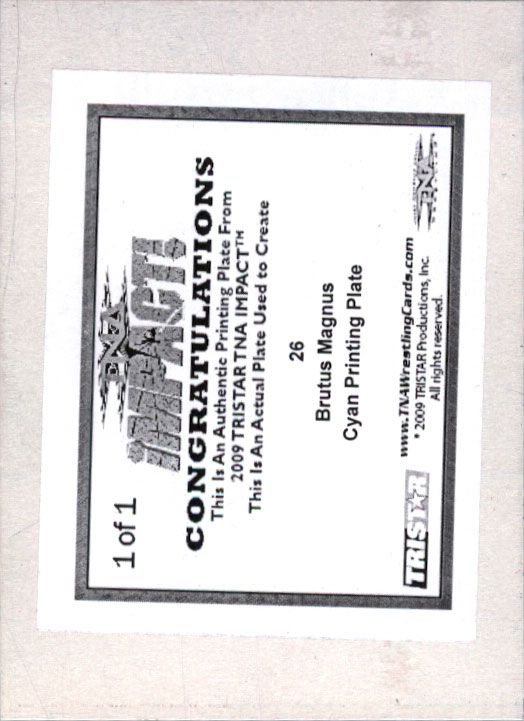 1 of 1
TNA
iMPACT!
CONGRATULATIONS
This Is An Authentic Printing Plate From
2009 TRISTAR TNA IMPACT™
This Is An Actual Plate Used to Create
26
Brutus Magnus
Cyan Printing Plate
TRISTAR
www.TNAWrestlingCards.com
® 2009 TRISTAR Productions, Inc.
All rights reserved.
TNA